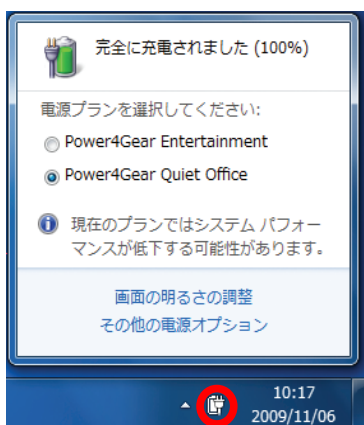 完全に充電されました (100%)
電源プランを選択してください:
Power4Gear Entertainment
Power4Gear Quiet Office
現在のプランではシステム パフォー
マンスが低下する可能性があります。
画面の明るさの調整
その他の電源オプション
10:17
2009/11/06